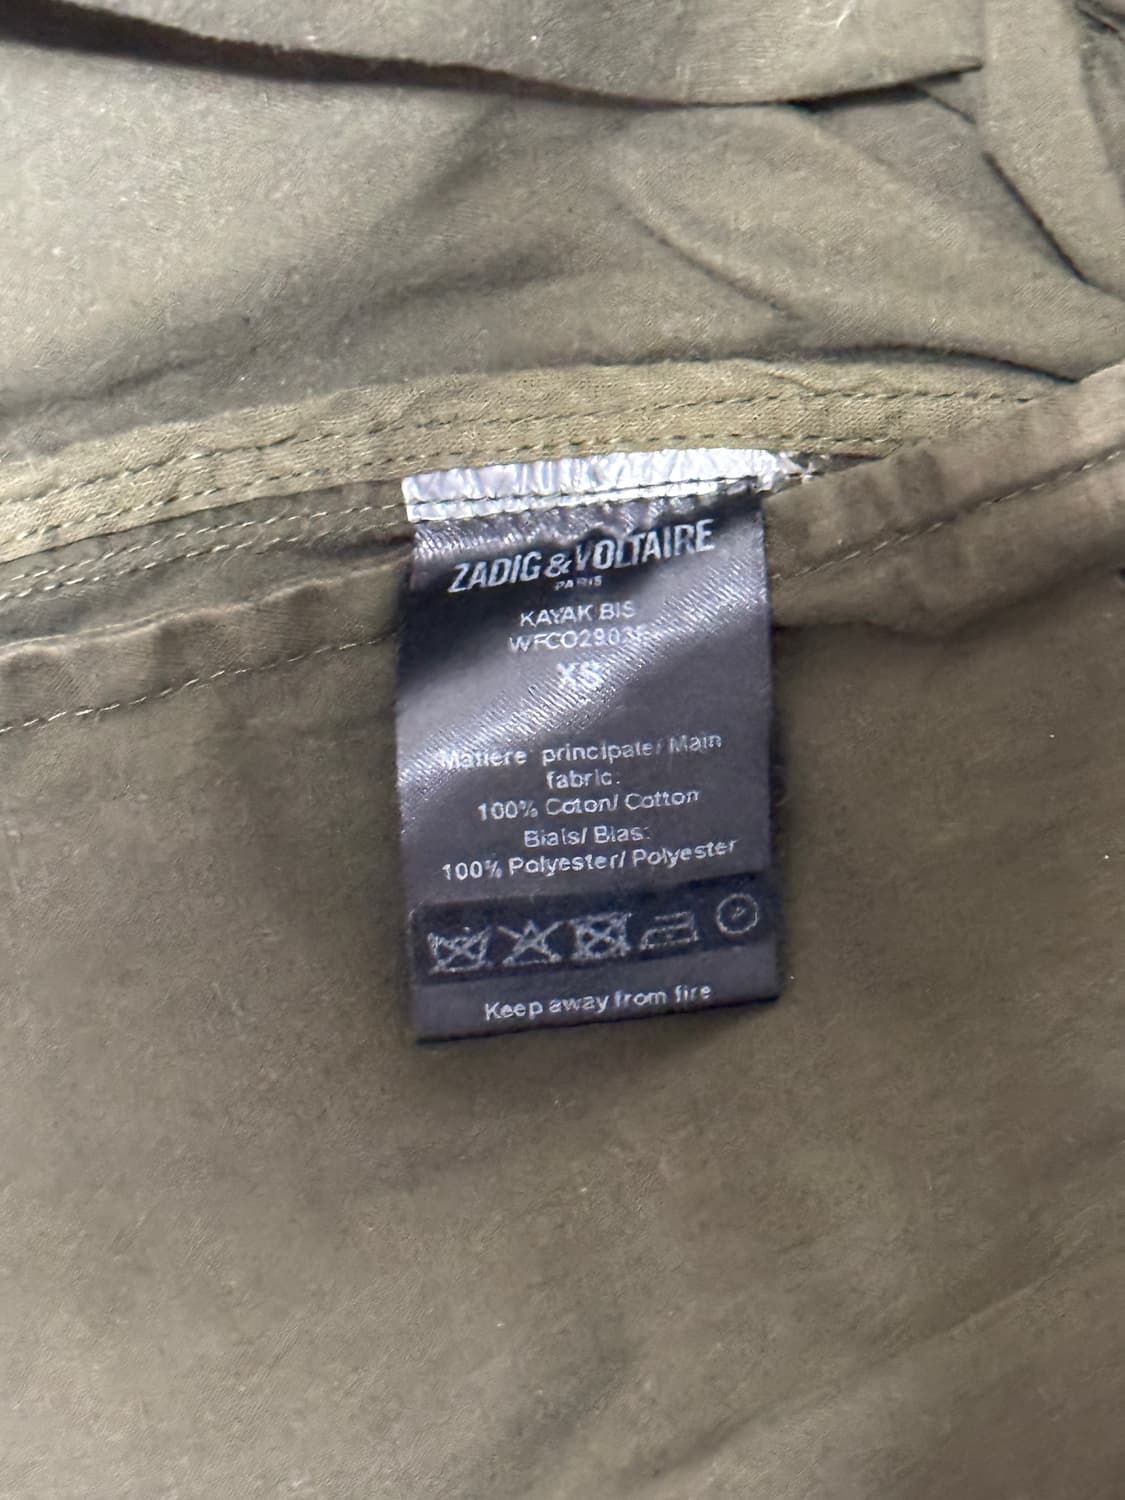 ZADIG&VOLTAIRE
PARIS
KAYAK BIS
XS
Matière principale/ Main
fabric:
100% Coton/ Cotton
Biais/ Bias:
100% Polyester/ Polyester
P
Keep away from fire